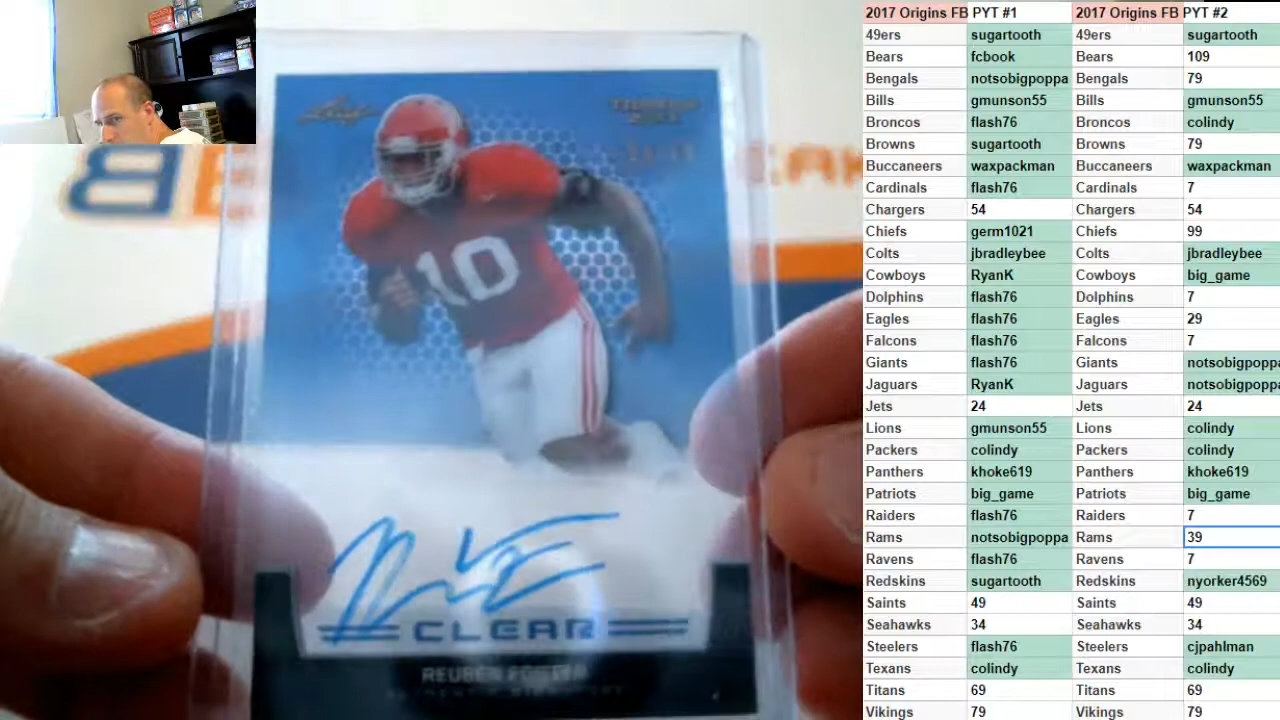 Leaf
10
CLEAR
REUBEN FOSTER
2017 Origins FB PYT #1 2017 Origins FB PYT #2
49ers sugartooth 49ers sugartooth
Bears fcbook Bears 109
Bengals notsobigpoppa Bengals 79
Bills gmunson55 Bills gmunson55
Broncos flash76 Broncos colindy
Browns sugartooth Browns 79
Buccaneers waxpackman Buccaneers waxpackman
Cardinals flash76 Cardinals 7
Chargers 54 Chargers 54
Chiefs germ1021 Chiefs 99
Colts jbradleybee Colts jbradleybee
Cowboys RyanK Cowboys big_game
Dolphins flash76 Dolphins 7
Eagles flash76 Eagles 29
Falcons flash76 Falcons 7
Giants flash76 Giants notsobigpoppa
Jaguars RyanK Jaguars notsobigpoppa
Jets 24 Jets 24
Lions gmunson55 Lions colindy
Packers colindy Packers colindy
Panthers khoke619 Panthers khoke619
Patriots big_game Patriots big_game
Raiders flash76 Raiders 7
Rams notsobigpoppa Rams 39
Ravens flash76 Ravens 7
Redskins sugartooth Redskins nyorker4569
Saints 49 Saints 49
Seahawks 34 Seahawks 34
Steelers flash76 Steelers cjpahlman
Texans colindy Texans colindy
Titans 69 Titans 69
Vikings 79 Vikings 79